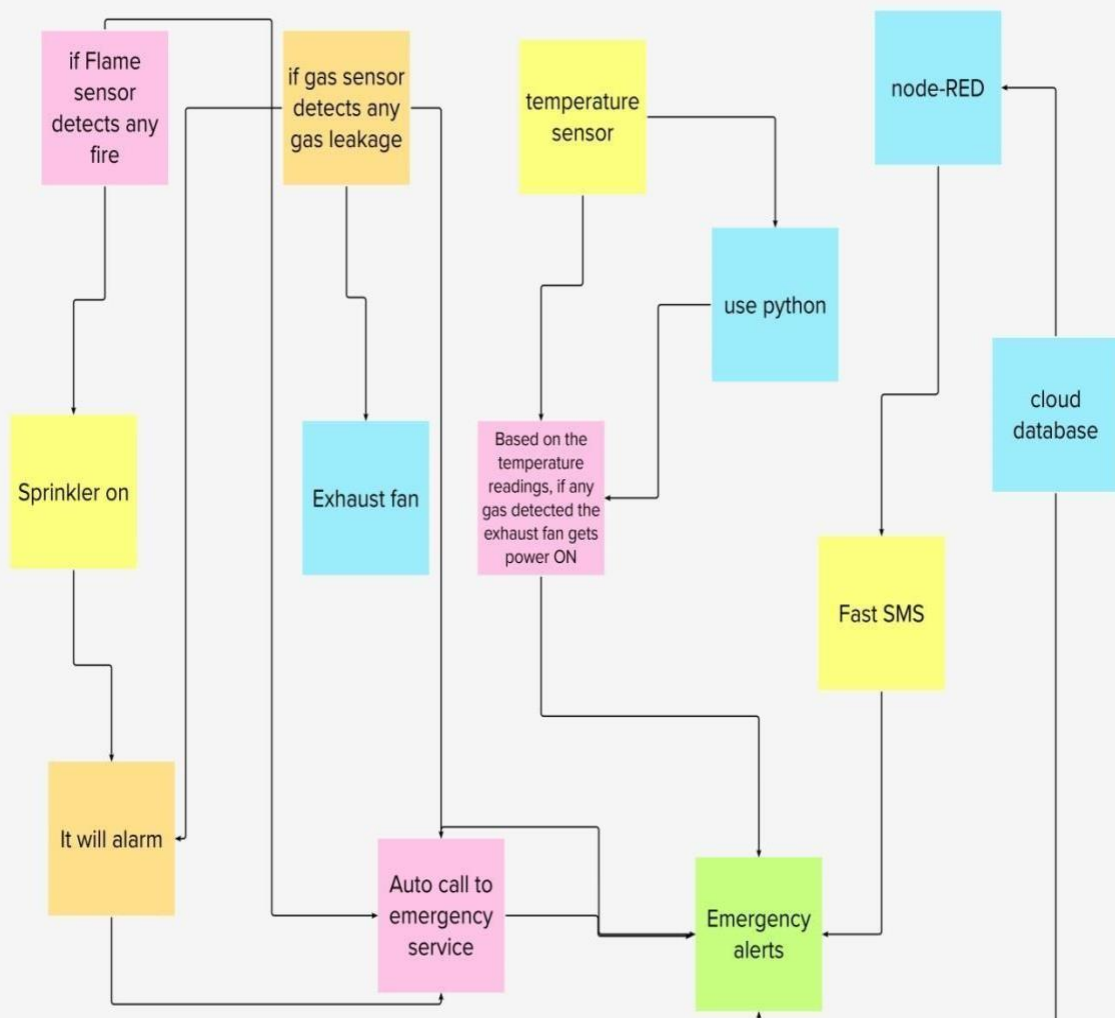 if Flame
sensor
detects any
fire
if gas sensor
detects any
gas leakage
temperature
sensor
node-RED
use python
cloud
database
Sprinkler on
Exhaust fan
Based on the
temperature
readings, if any
gas detected the
exhaust fan gets
power ON
Fast SMS
It will alarm
Auto call to
emergency
service
Emergency
alerts